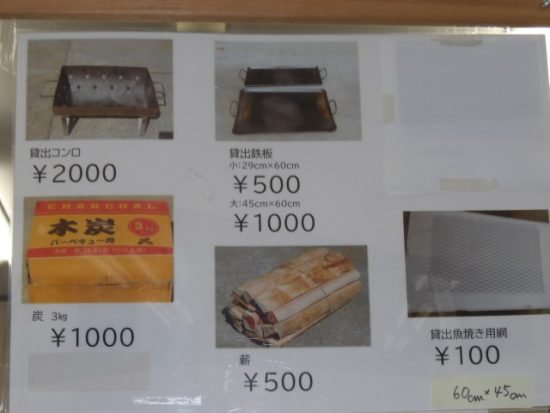 貸出コンロ
¥2000
貸出鉄板
小:29cm×60cm
¥500
大:45cm×60cm
¥1000
CHARCOAL
木炭
3
バーベキュー用
炭 3kg
¥1000
薪
¥500
貸出魚焼き用網
¥100
60cm×45cm